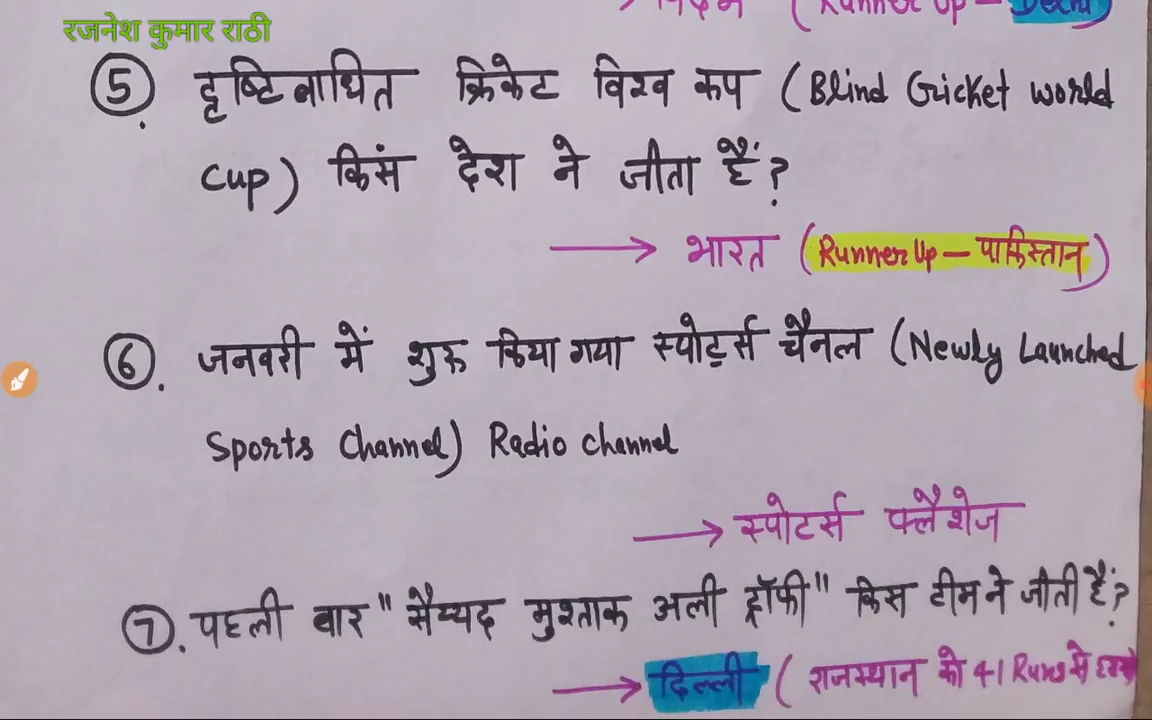 (Runner Up –
रजनेश कुमार राठी
5. दृष्टिबाधित क्रिकेट विश्व कप (Blind Cricket world
Cup) किस देश ने जीता हैं?
→ भारत (Runner Up – पाकिस्तान)
6. जनवरी में शुरू किया गया स्पोर्ट्स चैनल (Newly Launched
Sports Channel) Radio channel
→ स्पोटर्स फ्लैशेज
7. पहली बार "सैय्यद मुश्ताक अली ट्रॉफी" किस टीम ने जीती हैं?
→ दिल्ली ( राजस्थान को 41 Runs से